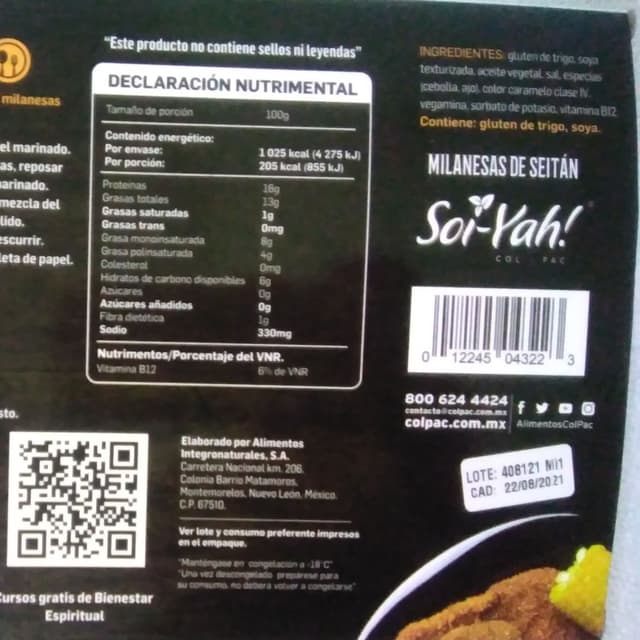 "Este producto no contiene sellos ni leyendas"
DECLARACIÓN NUTRIMENTAL
Tamaño de porción 100g
Contenido energético:
Por envase: 1 025 kcal (4 275 kJ)
Por porción: 205 kcal (855 kJ)
Proteinas 16g
Grasas totales 13g
Grasas saturadas 1g
Grasas trans 0mg
Grasa monoinsaturada 8g
Grasa polinsaturada 4g
Colesterol 0mg
Hidratos de carbono disponibles 6g
Azúcares 0g
Azúcares añadidos 0g
Fibra dietética 1g
Sodio 330mg
Nutrimentos/Porcentaje del VNR.
Vitamina B12 6% de VNR
INGREDIENTES: gluten de trigo, soya
texturizada, aceite vegetal, sal, especias
(cebolla, ajo), color caramelo clase IV,
vegamina, sorbato de potasio, vitamina B12
Contiene: gluten de trigo, soya.
MILANESAS DE SEITÁN
Soi-Yah!
COL PAC
0 12245 04322 3
800 624 4424
contacto@colpac.com.mx
colpac.com.mx
AlimentosColPac
LOTE: 408121 N11
CAD: 22/08/2021
milanesas
el marinado.
as, reposar
marinado.
mezcla del
lido.
escurrir.
leta de papel.
sto.
Cursos gratis de Bienestar
Espiritual
Elaborado por Alimentos
Integronaturales, S.A.
Carretera Nacional km. 206,
Colonia Barrio Matamoros,
Montemorelos, Nuevo León, México.
C.P. 67510.
Ver lote y consumo preferente impresos
en el empaque.
"Manténgase en congelación a -18°C"
"Una vez descongelado prepárese para
su consumo, no deberá volver a congelarse"